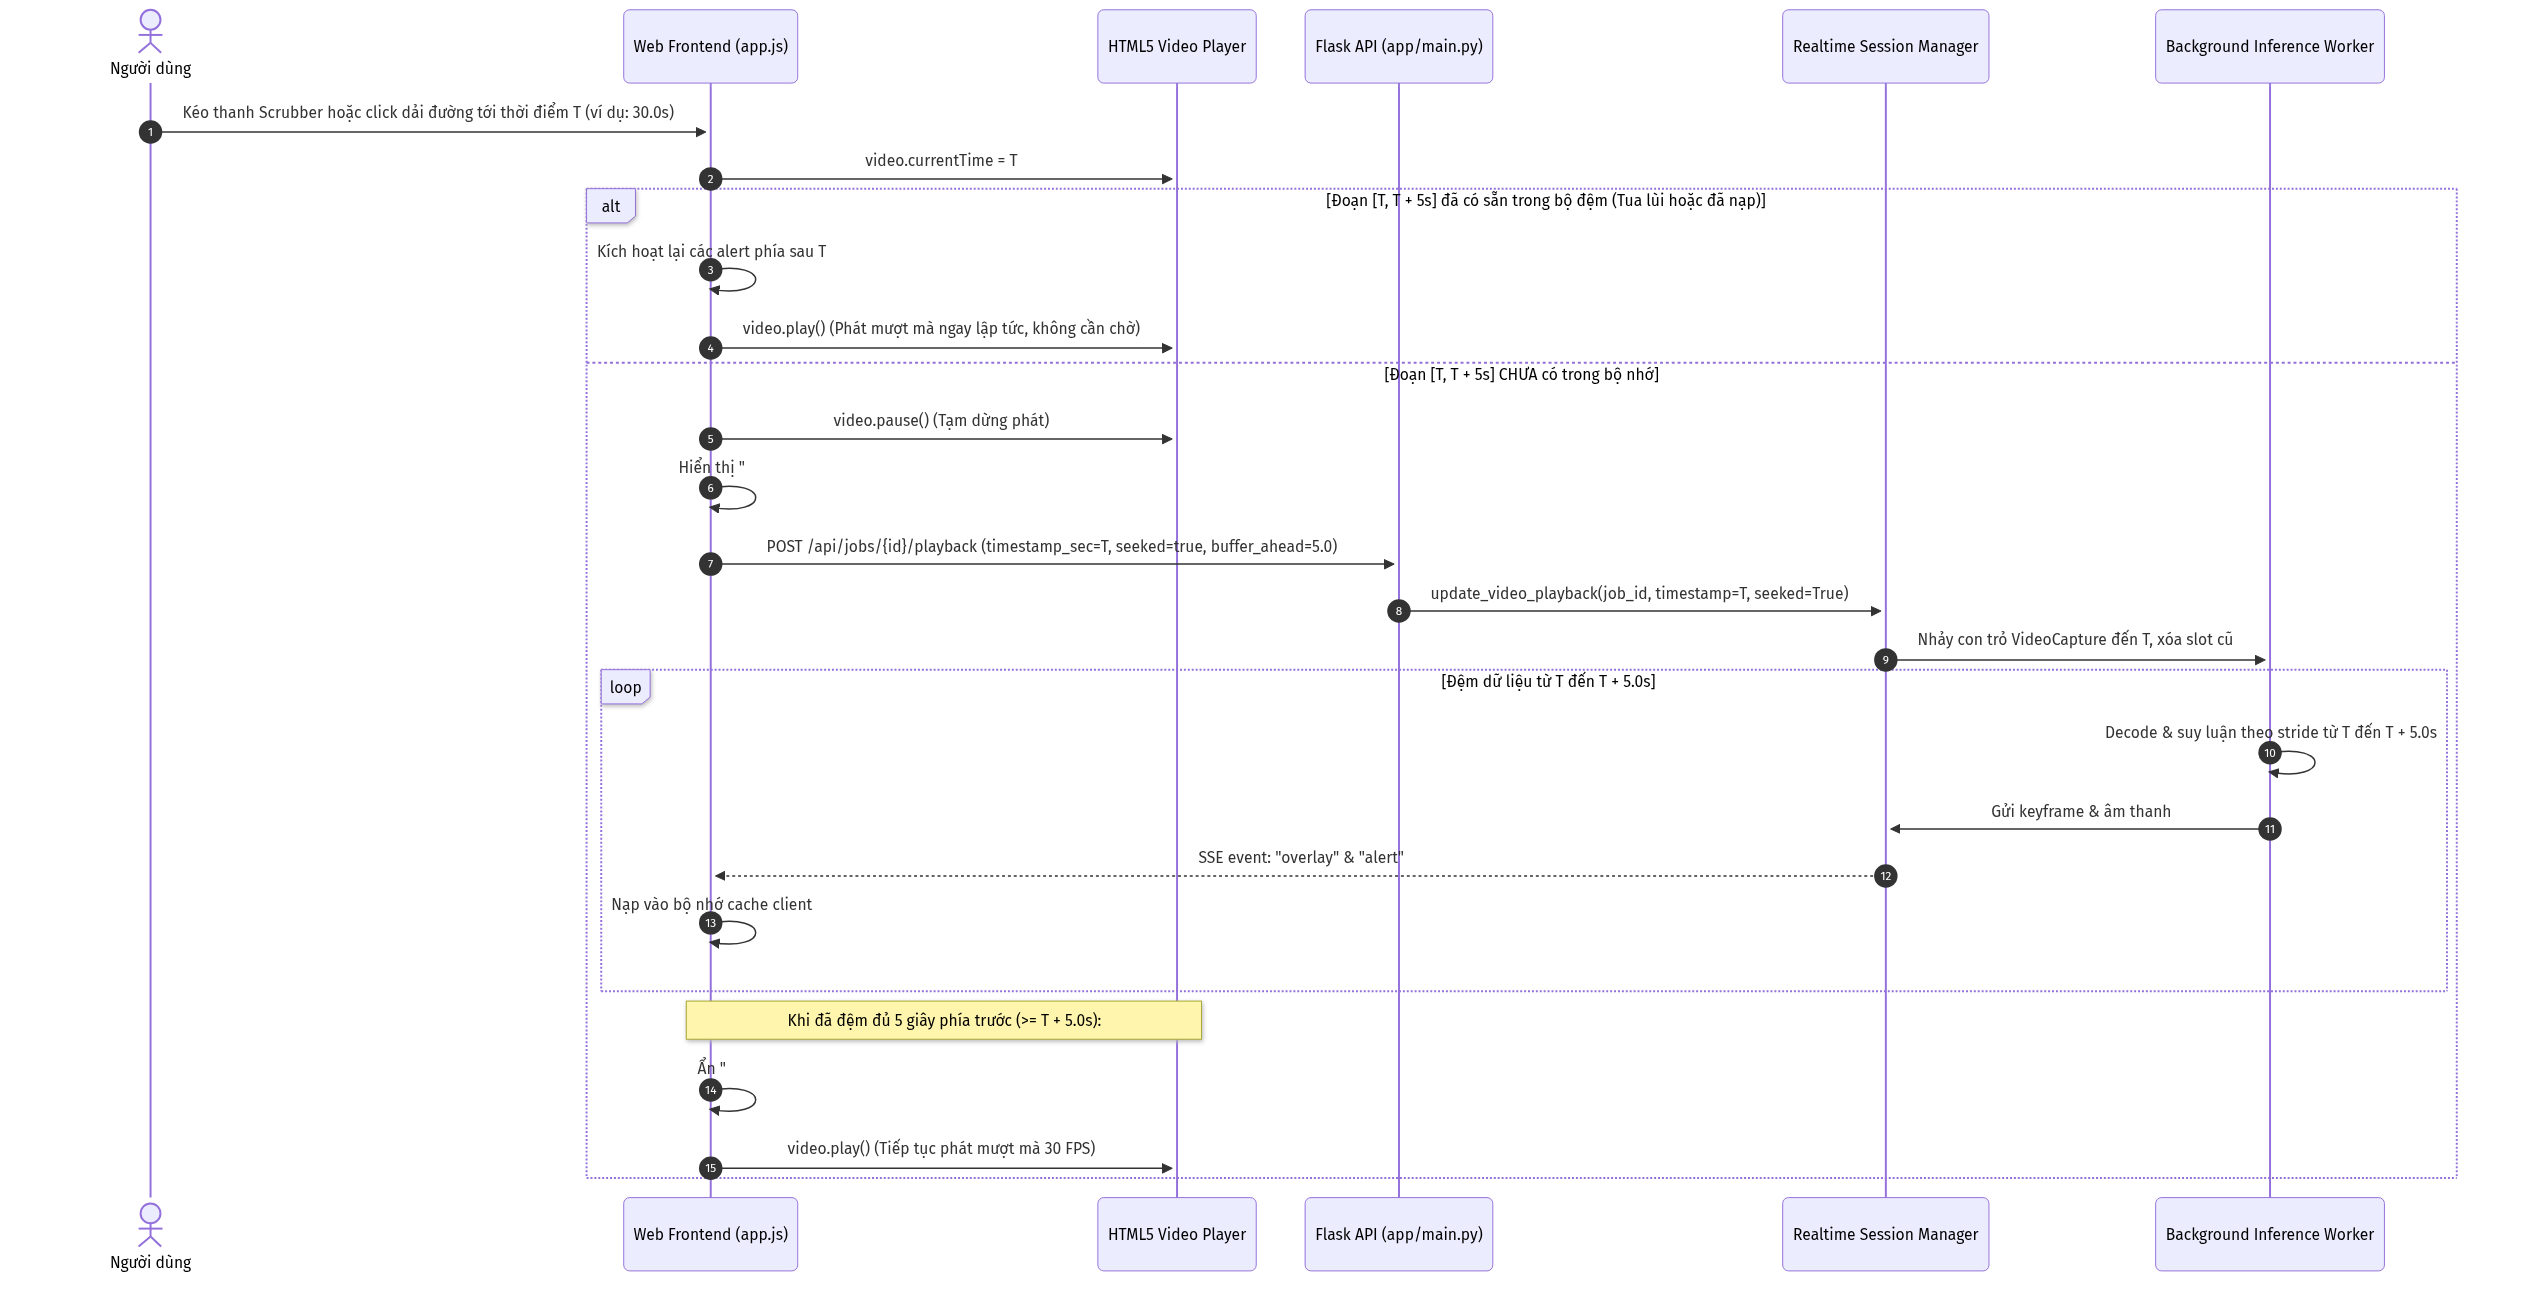 Người dùng
Web Frontend (app.js)
HTML5 Video Player
Flask API (app/main.py)
Realtime Session Manager
Background Inference Worker
Kéo thanh Scrubber hoặc click dải đường tới thời điểm T (ví dụ: 30.0s)
1
video.currentTime = T
2
alt
[Đoạn [T, T + 5s] đã có sẵn trong bộ đệm (Tua lùi hoặc đã nạp)]
Kích hoạt lại các alert phía sau T
3
video.play() (Phát mượt mà ngay lập tức, không cần chờ)
4
[Đoạn [T, T + 5s] CHƯA có trong bộ nhớ]
video.pause() (Tạm dừng phát)
5
Hiển thị "
6
POST /api/jobs/{id}/playback (timestamp_sec=T, seeked=true, buffer_ahead=5.0)
7
update_video_playback(job_id, timestamp=T, seeked=True)
8
Nhảy con trỏ VideoCapture đến T, xóa slot cũ
9
loop
[Đệm dữ liệu từ T đến T + 5.0s]
Decode & suy luận theo stride từ T đến T + 5.0s
10
Gửi keyframe & âm thanh
11
SSE event: "overlay" & "alert"
12
Nạp vào bộ nhớ cache client
13
Khi đã đệm đủ 5 giây phía trước (>= T + 5.0s):
Ẩn "
14
video.play() (Tiếp tục phát mượt mà 30 FPS)
15
Người dùng
Web Frontend (app.js)
HTML5 Video Player
Flask API (app/main.py)
Realtime Session Manager
Background Inference Worker